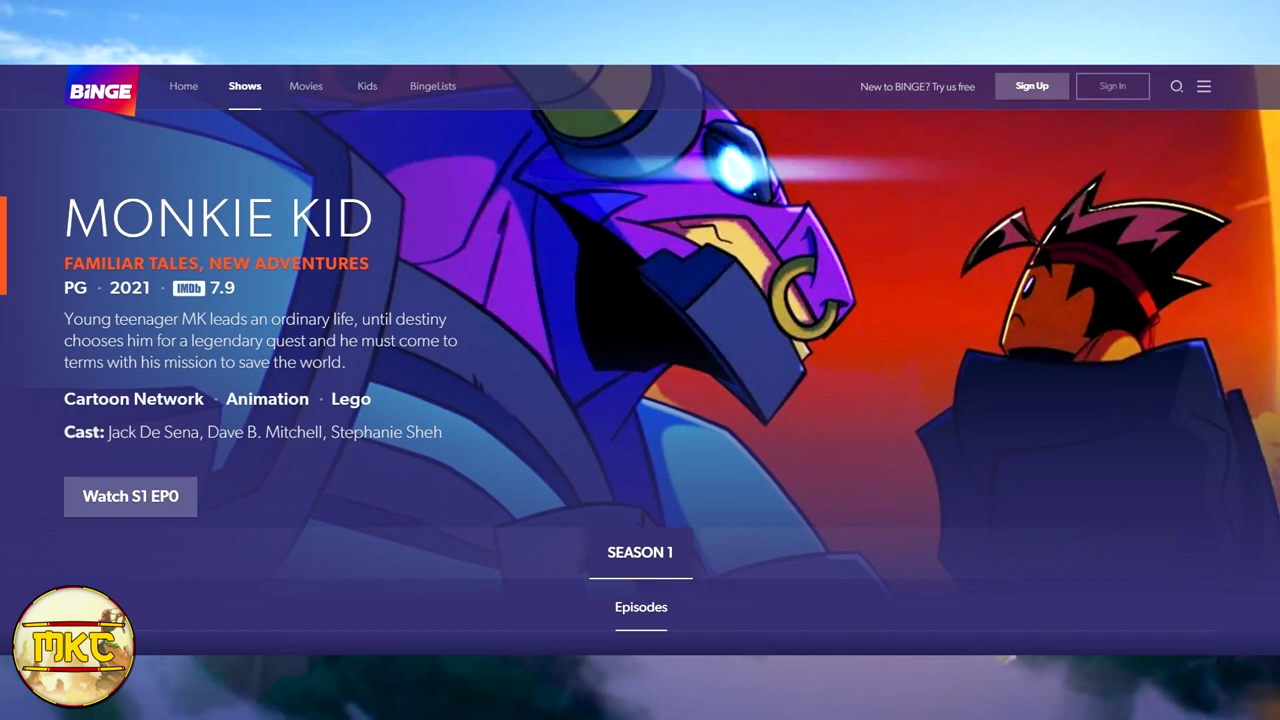 BINGE
Home Shows Movies Kids BingeLists
New to BINGE? Try us free Sign Up Sign In
MONKIE KID
FAMILIAR TALES, NEW ADVENTURES
PG · 2021 · IMDb 7.9
Young teenager MK leads an ordinary life, until destiny
chooses him for a legendary quest and he must come to
terms with his mission to save the world.
Cartoon Network · Animation · Lego
Cast: Jack De Sena, Dave B. Mitchell, Stephanie Sheh
Watch S1 EP0
SEASON 1
Episodes
MKC